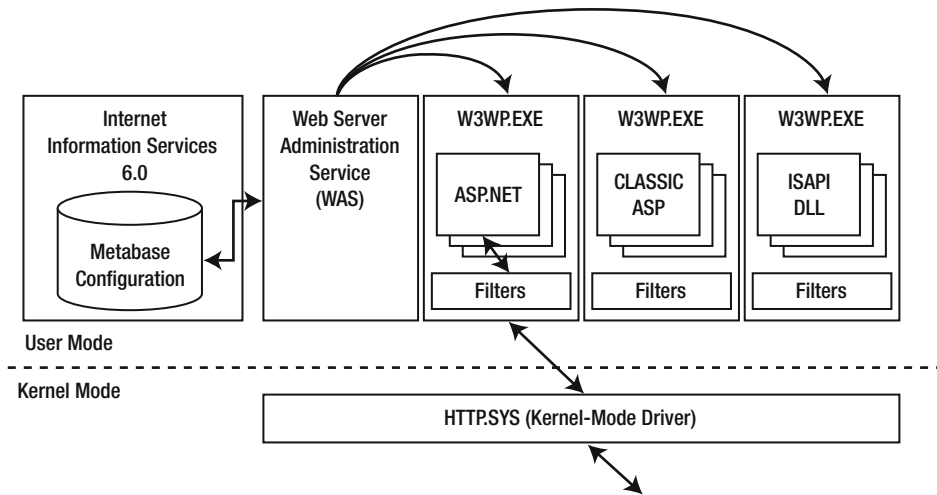 Internet
Information Services
6.0
Metabase
Configuration
Web Server
Administration
Service
(WAS)
W3WP.EXE
ASP.NET
Filters
W3WP.EXE
CLASSIC
ASP
Filters
W3WP.EXE
ISAPI
DLL
Filters
User Mode
Kernel Mode
HTTP.SYS (Kernel-Mode Driver)